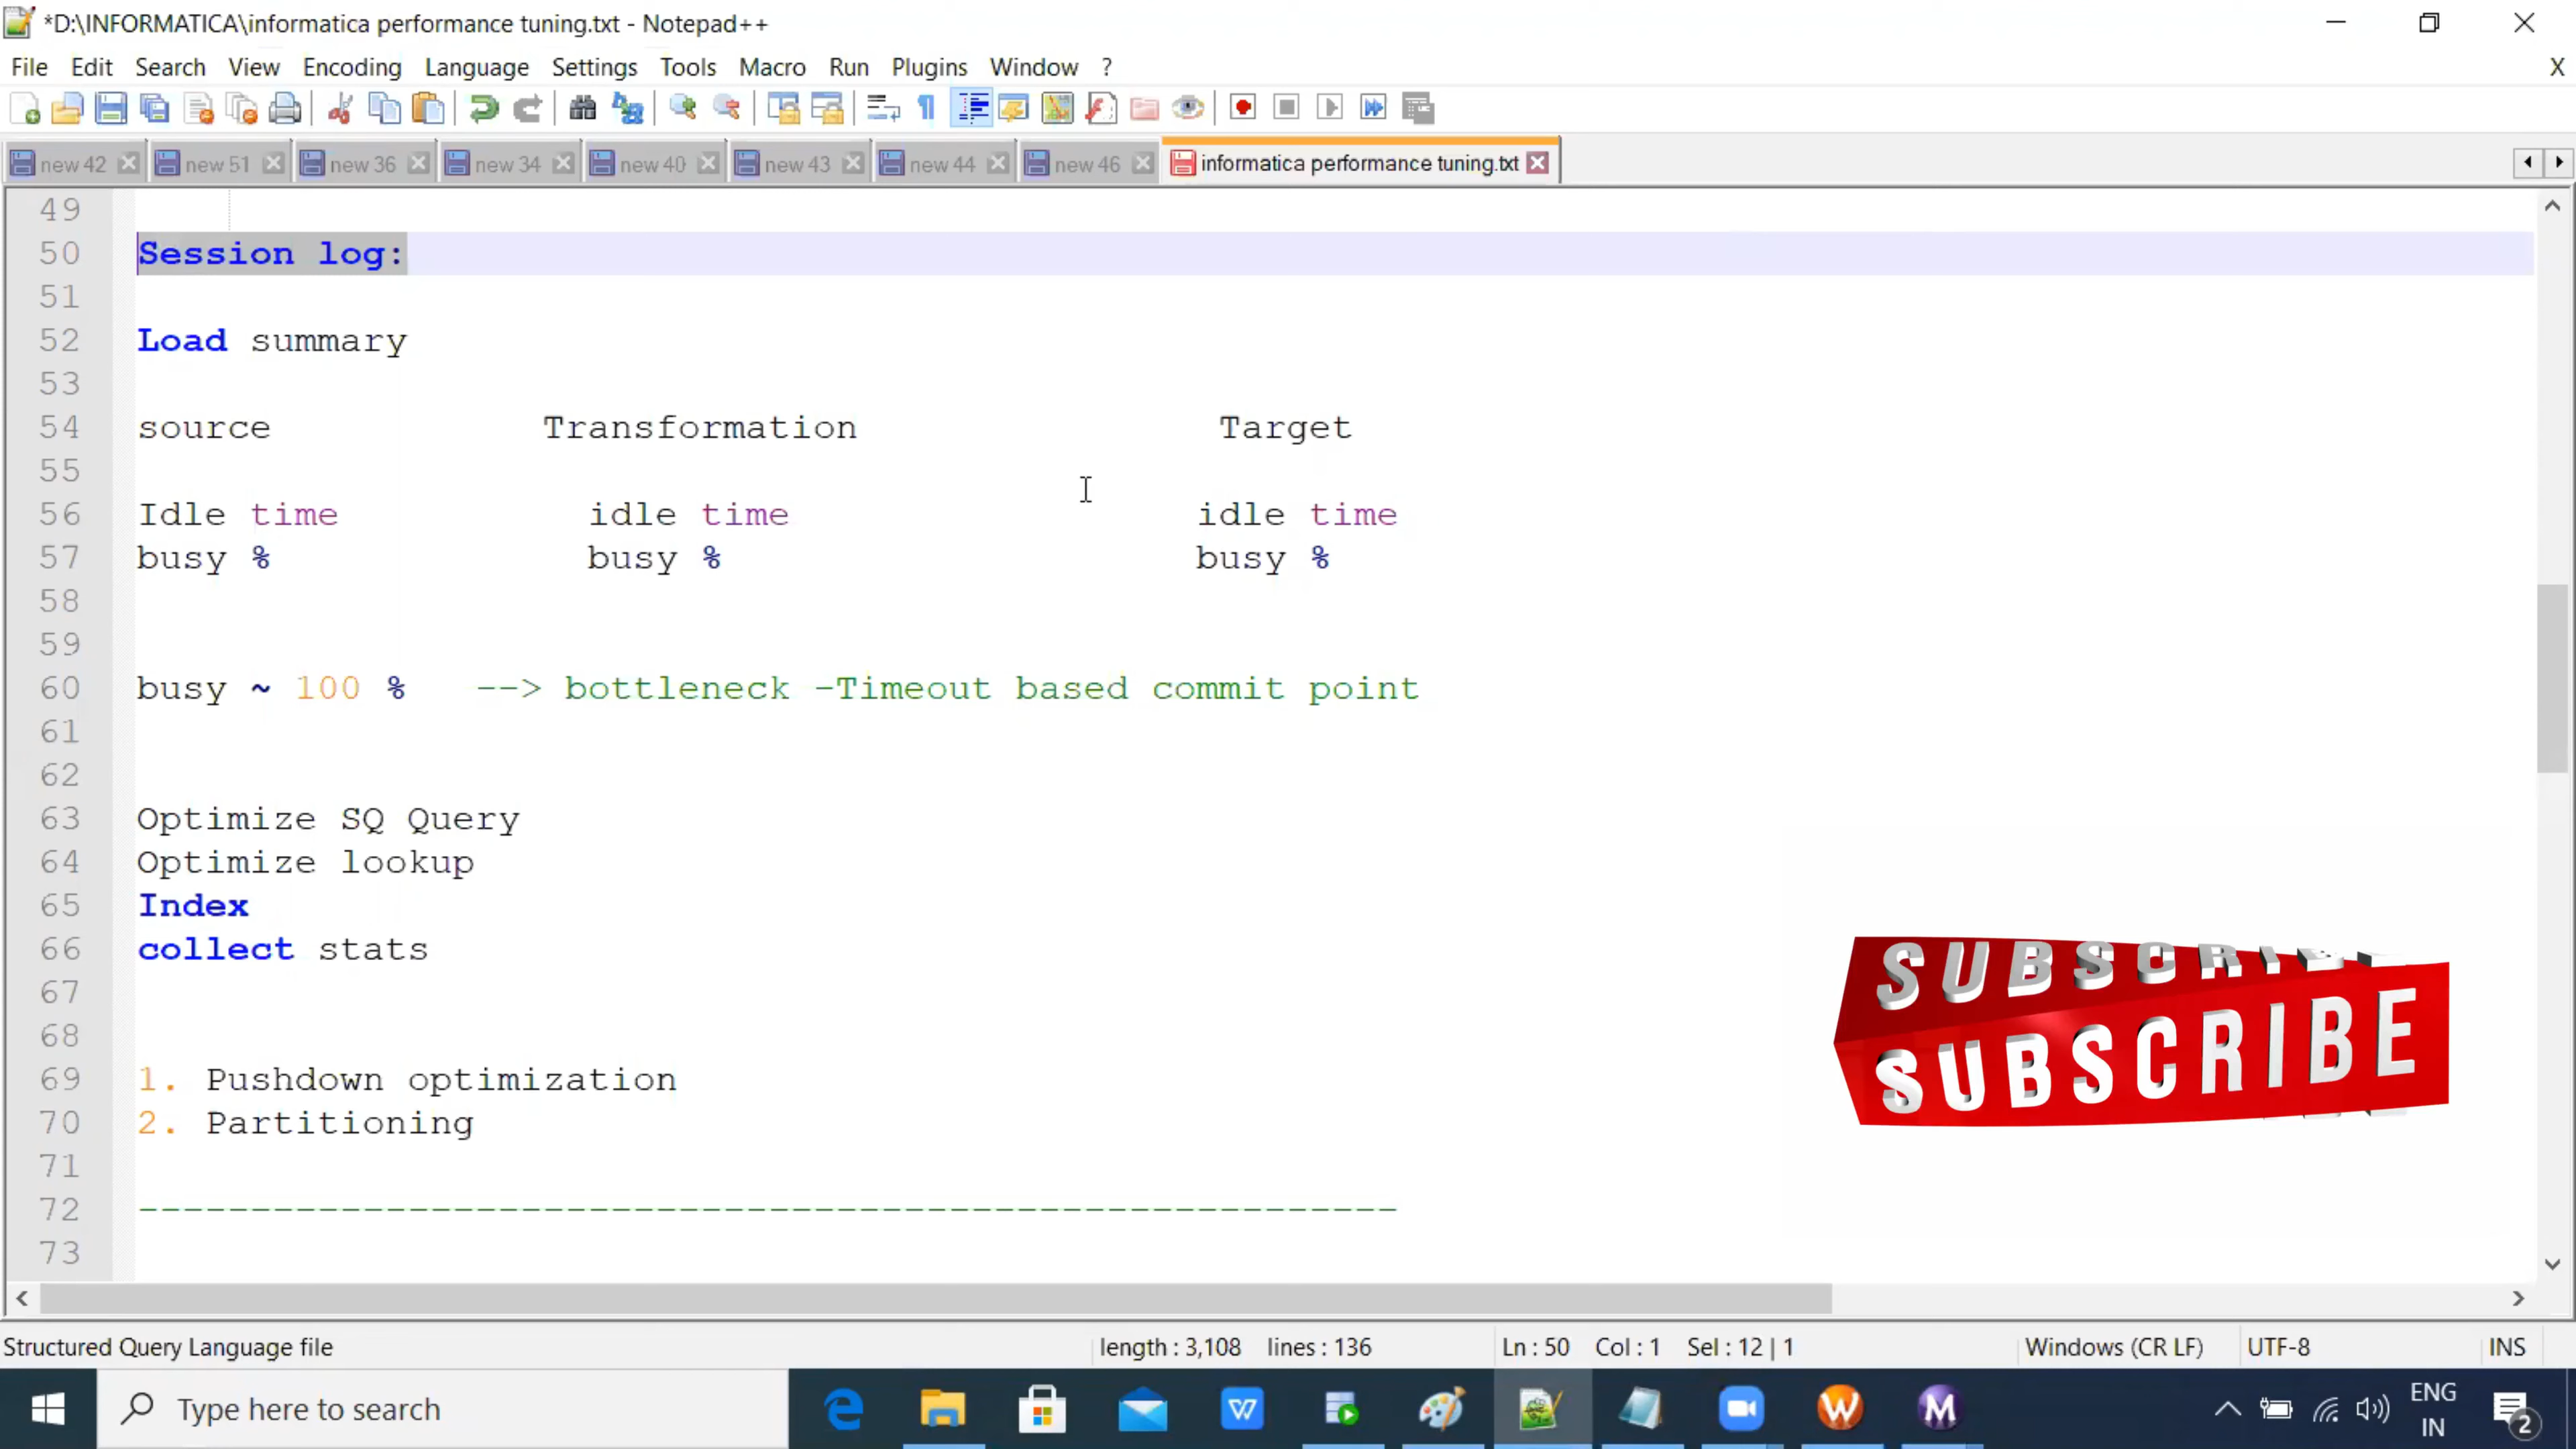 *D:\INFORMATICA\informatica performance tuning.txt - Notepad++
File Edit Search View Encoding Language Settings Tools Macro Run Plugins Window ? X
new 42 new 51 new 36 new 34 new 40 new 43 new 44 new 46 informatica performance tuning.txt
49
50 Session log:
51
52 Load summary
53
54 source Transformation Target
55
56 Idle time idle time idle time
57 busy % busy % busy %
58
59
60 busy ~ 100 % --> bottleneck -Timeout based commit point
61
62
63 Optimize SQ Query
64 Optimize lookup
65 Index
66 collect stats
67
68
69 1. Pushdown optimization
70 2. Partitioning
71
72 --------------------------------------------------------
73
SUBSCRIBE
SUBSCRIBE
Structured Query Language file length : 3,108 lines : 136 Ln : 50 Col : 1 Sel : 12 | 1 Windows (CR LF) UTF-8 INS
Type here to search
ENG
IN
2